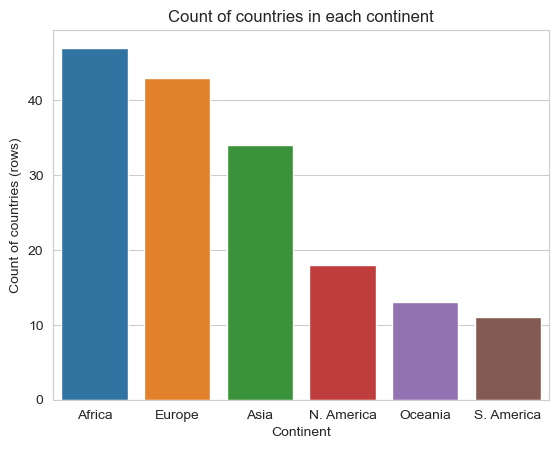 Count of countries in each continent
Count of countries (rows)
40
30
20
10
0
Africa Europe Asia N. America Oceania S. America
Continent